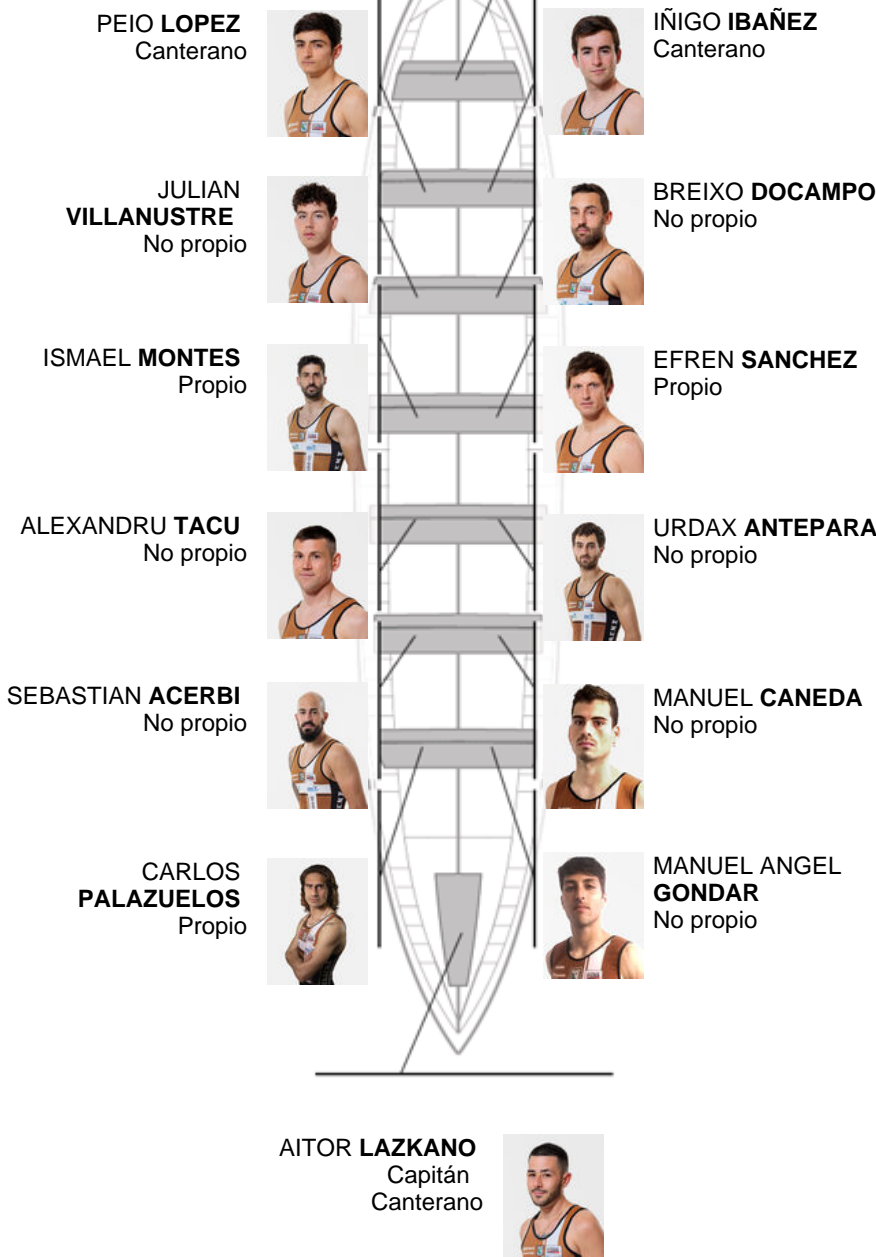 PEIO LOPEZ
Canterano
IÑIGO IBAÑEZ
Canterano
JULIAN
VILLANUSTRE
No propio
BREIXO DOCAMPO
No propio
ISMAEL MONTES
Propio
EFREN SANCHEZ
Propio
ALEXANDRU TACU
No propio
URDAX ANTEPARA
No propio
SEBASTIAN ACERBI
No propio
MANUEL CANEDA
No propio
CARLOS
PALAZUELOS
Propio
MANUEL ANGEL
GONDAR
No propio
AITOR LAZKANO
Capitán
Canterano